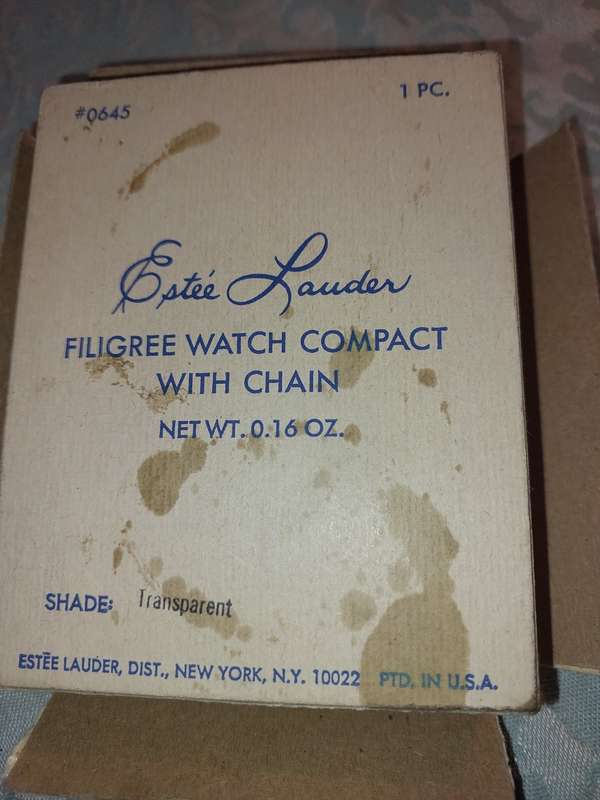 #0645
1 PC.
Estée Lauder
FILIGREE WATCH COMPACT
WITH CHAIN
NET WT. 0.16 OZ.
SHADE: Transparent
ESTĒE LAUDER, DIST., NEW YORK, N.Y. 10022 PTD. IN U.S.A.